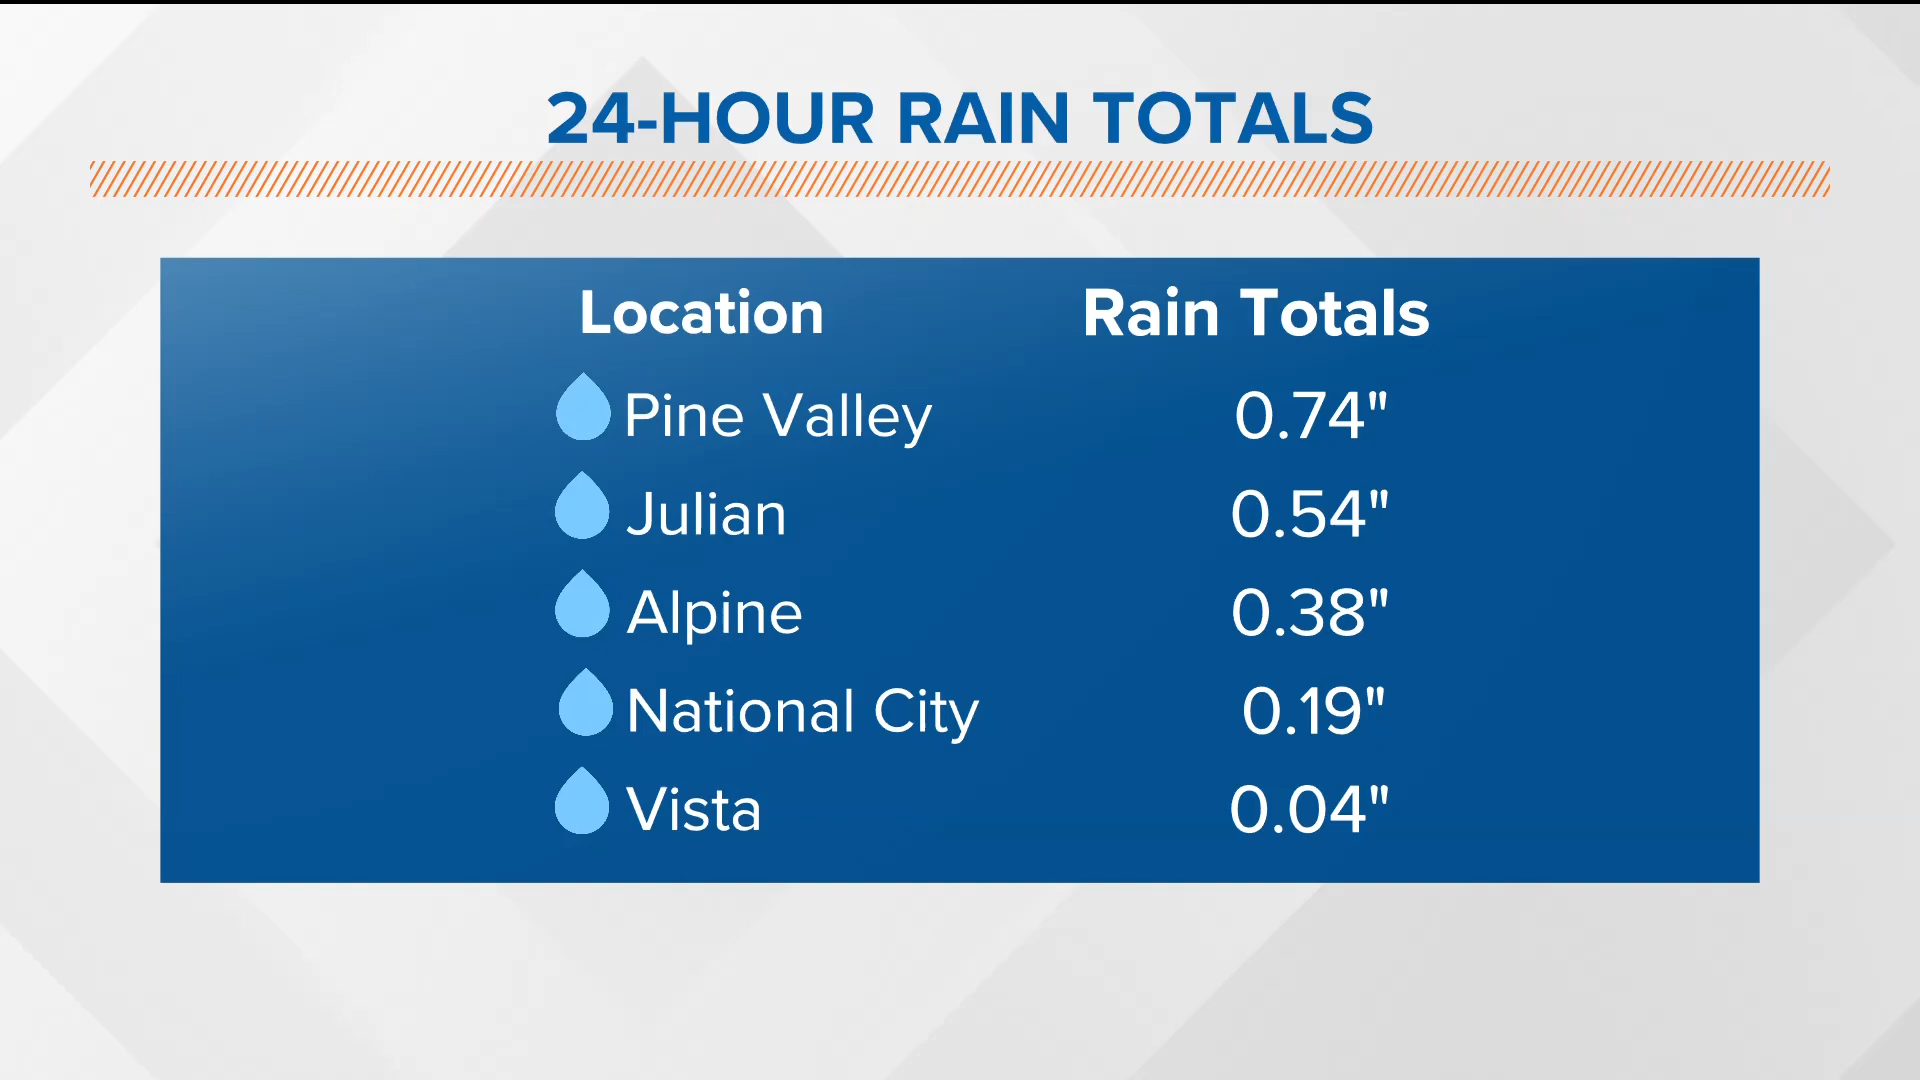 24-HOUR RAIN TOTALS
Location Rain Totals
Pine Valley 0.74"
Julian 0.54"
Alpine 0.38"
National City 0.19"
Vista 0.04"